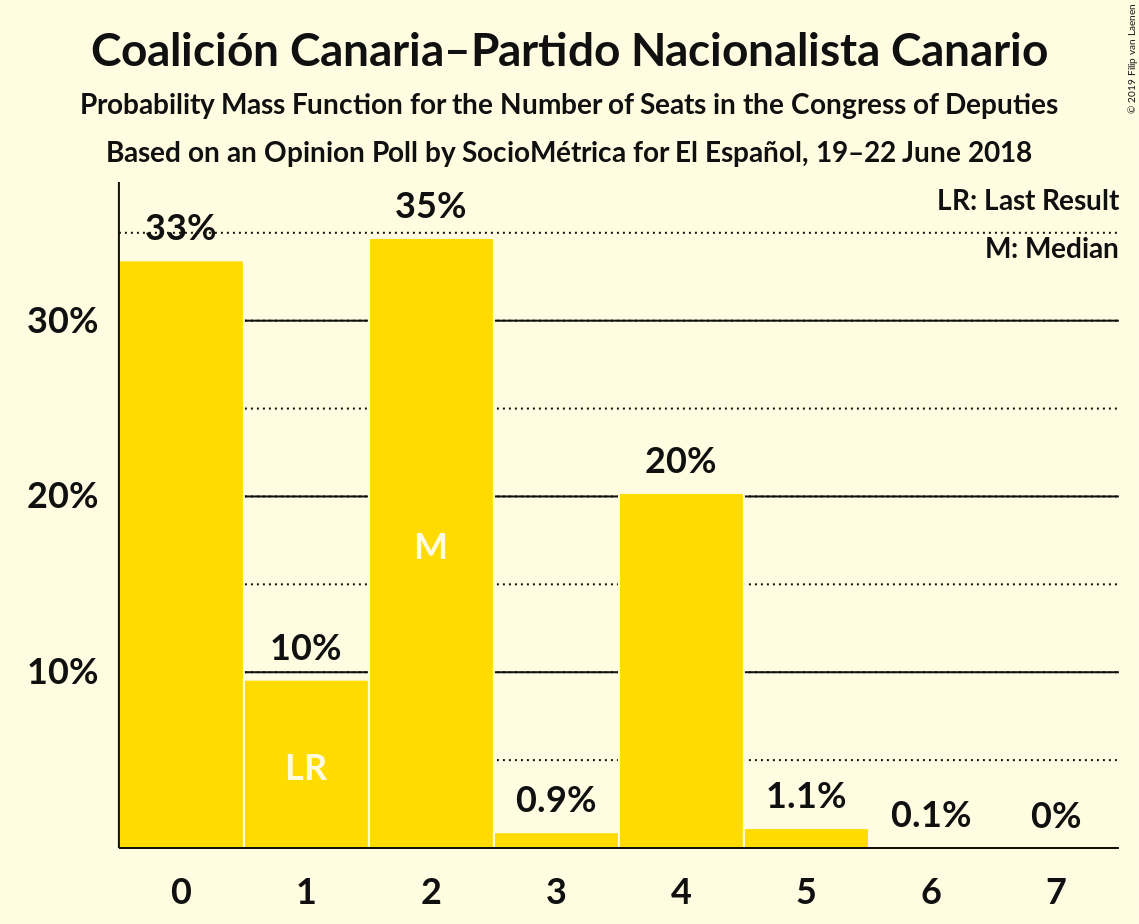 Coalición Canaria–Partido Nacionalista Canario
Probability Mass Function for the Number of Seats in the Congress of Deputies
Based on an Opinion Poll by SocioMétrica for El Español, 19–22 June 2018
© 2019 Filip van Laenen
LR: Last Result
M: Median
33%
35%
30%
20%
20%
M
10%
10%
LR
0.9%
1.1%
0.1%
0%
0 1 2 3 4 5 6 7